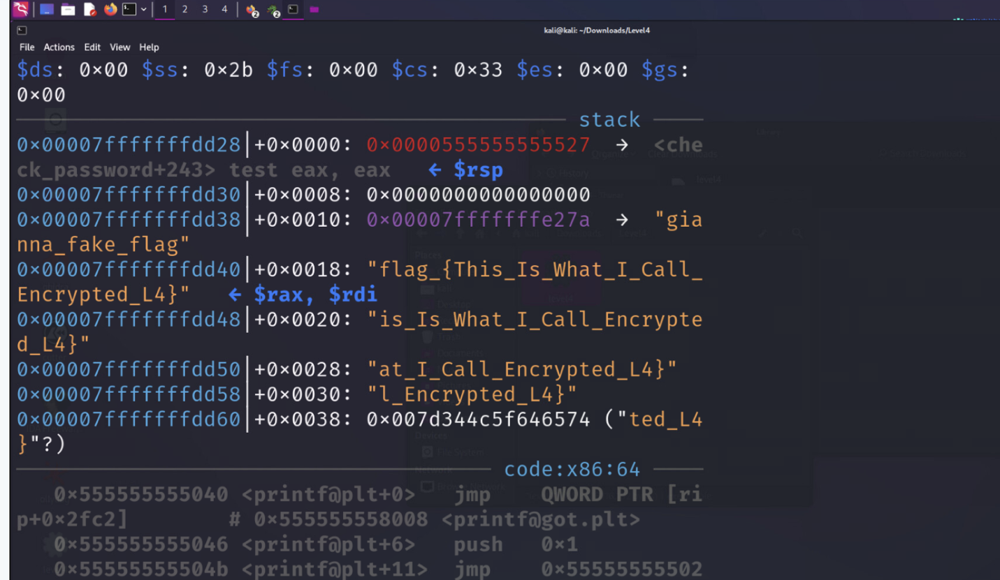 1 2 3 4
kali@kali: ~/Downloads/Level4
File Actions Edit View Help
$ds: 0×00 $ss: 0×2b $fs: 0×00 $cs: 0×33 $es: 0×00 $gs:
0×00
stack
0×00007fffffffdd28│+0×0000: 0×0000555555555527 → <che
ck_password+243> test eax, eax ← $rsp
0×00007fffffffdd30│+0×0008: 0×0000000000000000
0×00007fffffffdd38│+0×0010: 0×00007fffffffe27a → "gia
nna_fake_flag"
0×00007fffffffdd40│+0×0018: "flag_{This_Is_What_I_Call_
Encrypted_L4}" ← $rax, $rdi
0×00007fffffffdd48│+0×0020: "is_Is_What_I_Call_Encrypte
d_L4}"
0×00007fffffffdd50│+0×0028: "at_I_Call_Encrypted_L4}"
0×00007fffffffdd58│+0×0030: "l_Encrypted_L4}"
0×00007fffffffdd60│+0×0038: 0×007d344c5f646574 ("ted_L4
}"?)
code:x86:64
0×555555555040 <printf@plt+0> jmp QWORD PTR [ri
p+0×2fc2] # 0×555555558008 <printf@got.plt>
0×555555555046 <printf@plt+6> push 0×1
0×55555555504b <printf@plt+11> jmp 0×55555555502